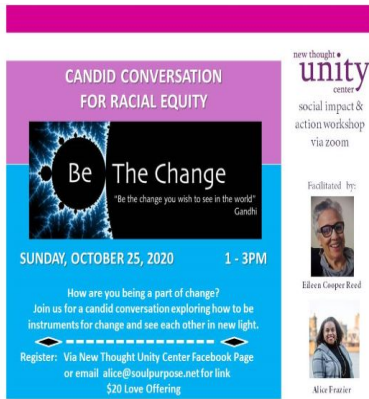 CANDID CONVERSATION
FOR RACIAL EQUITY
Be The Change
"Be the change you wish to see in the world"
Gandhi
SUNDAY, OCTOBER 25, 2020 1 - 3PM
How are you being a part of change?
Join us for a candid conversation exploring how to be
instruments for change and see each other in new light.
Register: Via New Thought Unity Center Facebook Page
or email alice@soulpurpose.net for link
$20 Love Offering
new thought
unity
center
social impact &
action workshop
via zoom
Facilitated by:
Eileen Cooper Reed
Alice Frazier